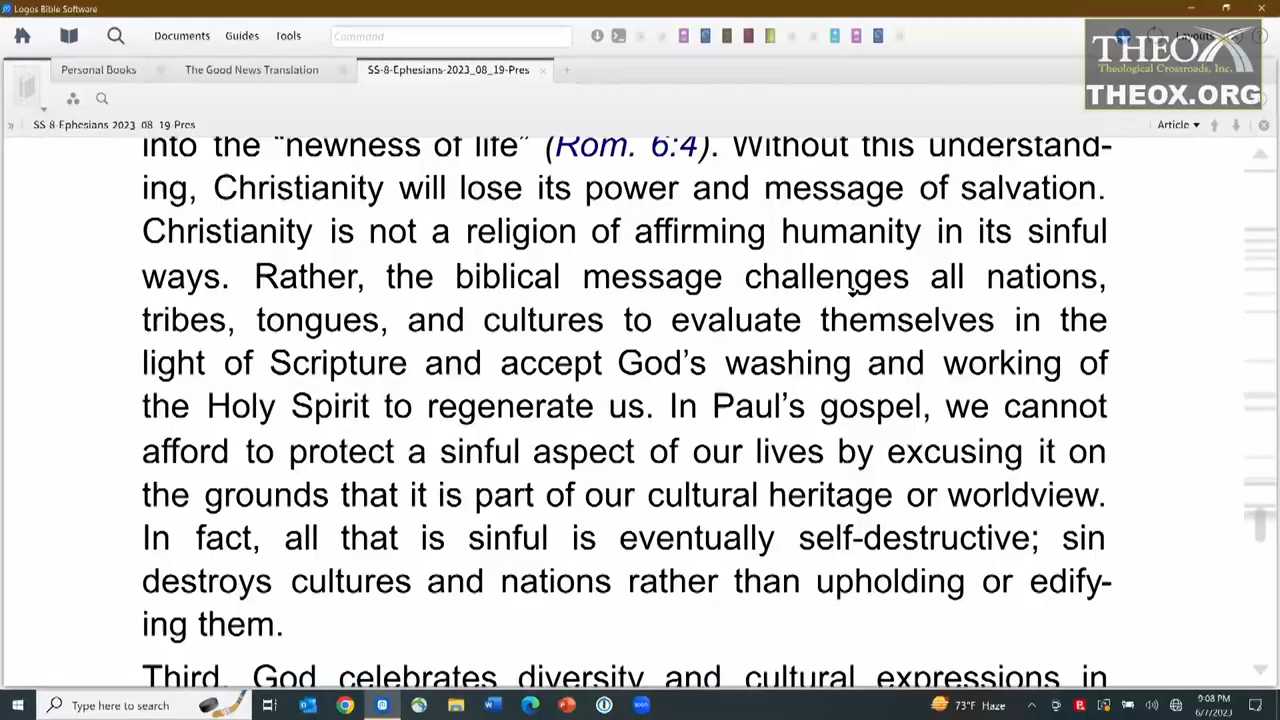 Logos Bible Software
Documents Guides Tools Command Layouts
THEOX
Theological Crossroads, Inc.
THEOX.ORG
Personal Books The Good News Translation SS-8-Ephesians-2023_08_19-Pres
SS-8-Ephesians-2023_08_19-Pres Article
into the “newness of life” (Rom. 6:4). Without this understand-
ing, Christianity will lose its power and message of salvation.
Christianity is not a religion of affirming humanity in its sinful
ways. Rather, the biblical message challenges all nations,
tribes, tongues, and cultures to evaluate themselves in the
light of Scripture and accept God’s washing and working of
the Holy Spirit to regenerate us. In Paul’s gospel, we cannot
afford to protect a sinful aspect of our lives by excusing it on
the grounds that it is part of our cultural heritage or worldview.
In fact, all that is sinful is eventually self-destructive; sin
destroys cultures and nations rather than upholding or edify-
ing them.
Third, God celebrates diversity and cultural expressions in
Type here to search 73°F Haze 9:08 PM
6/7/2023